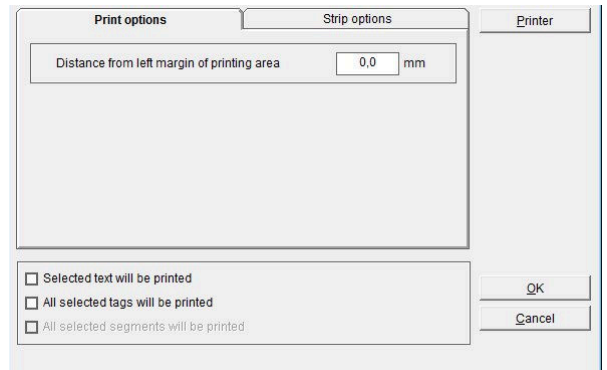 Print options
Strip options
Printer
Distance from left margin of printing area 0,0 mm
Selected text will be printed
All selected tags will be printed
All selected segments will be printed
OK
Cancel